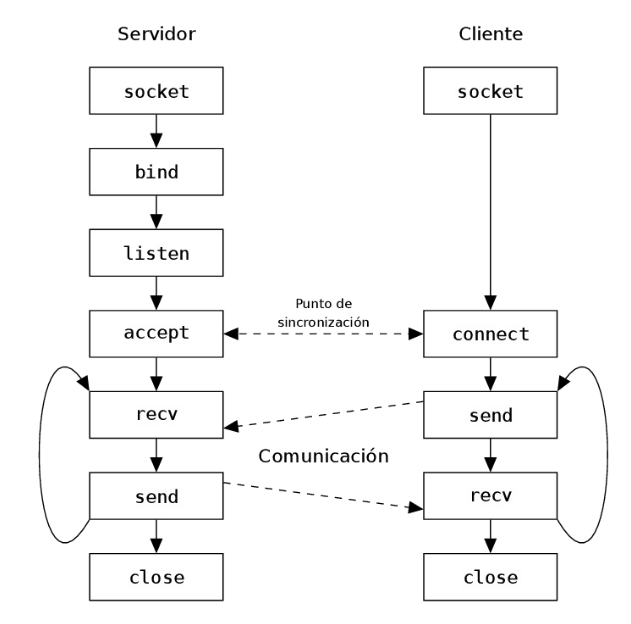 Servidor
Cliente
socket
socket
bind
listen
Punto de
sincronización
accept
connect
recv
send
Comunicación
send
recv
close
close